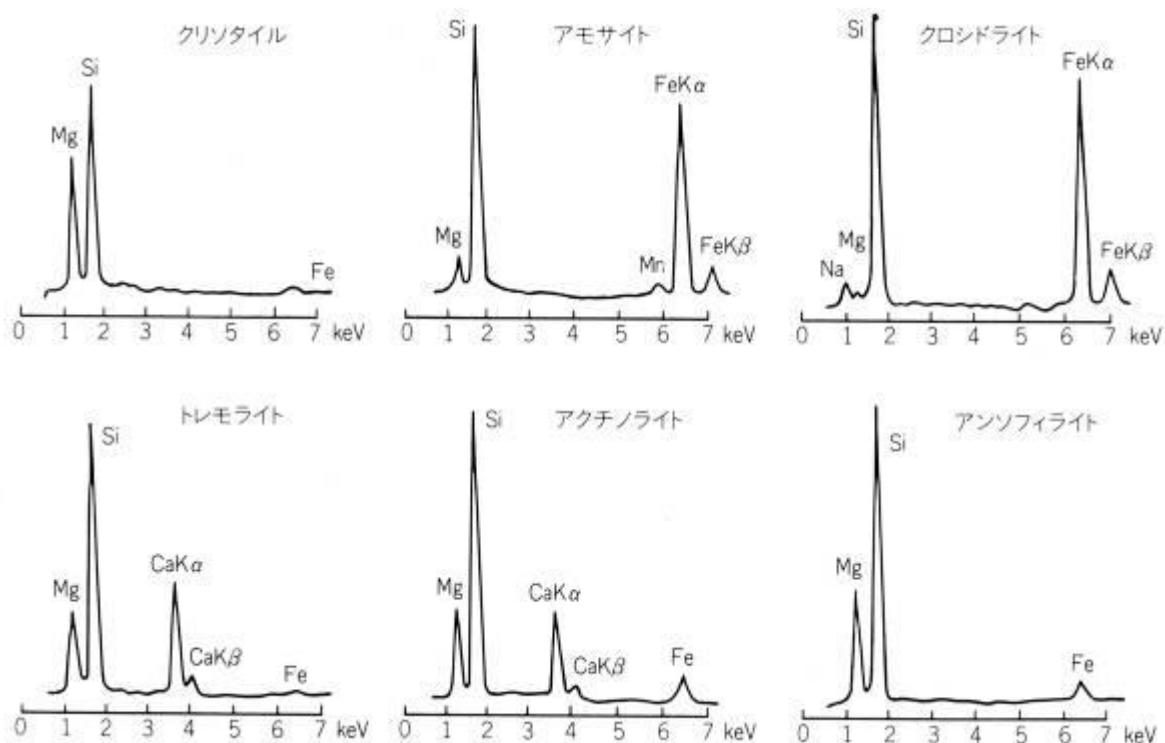 クリソタイル
Si
Mg
Fe
0 1 2 3 4 5 6 7 keV
アモサイト
Si
FeKα
Mg
Mn
FeKβ
0 1 2 3 4 5 6 7 keV
クロシドライト
Si
FeKα
Mg
Na
FeKβ
0 1 2 3 4 5 6 7 keV
トレモライト
Si
CaKα
Mg
CaKβ
Fe
0 1 2 3 4 5 6 7 keV
アクチノライト
Si
Mg
CaKα
CaKβ
Fe
0 1 2 3 4 5 6 7 keV
アンソフィライト
Si
Mg
Fe
0 1 2 3 4 5 6 7 keV